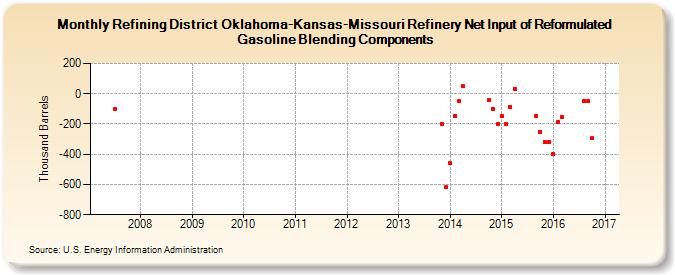 Monthly Refining District Oklahoma-Kansas-Missouri Refinery Net Input of Reformulated
Gasoline Blending Components
Thousand Barrels
200
0
-200
-400
-600
-800
2008 2009 2010 2011 2012 2013 2014 2015 2016 2017
Source: U.S. Energy Information Administration